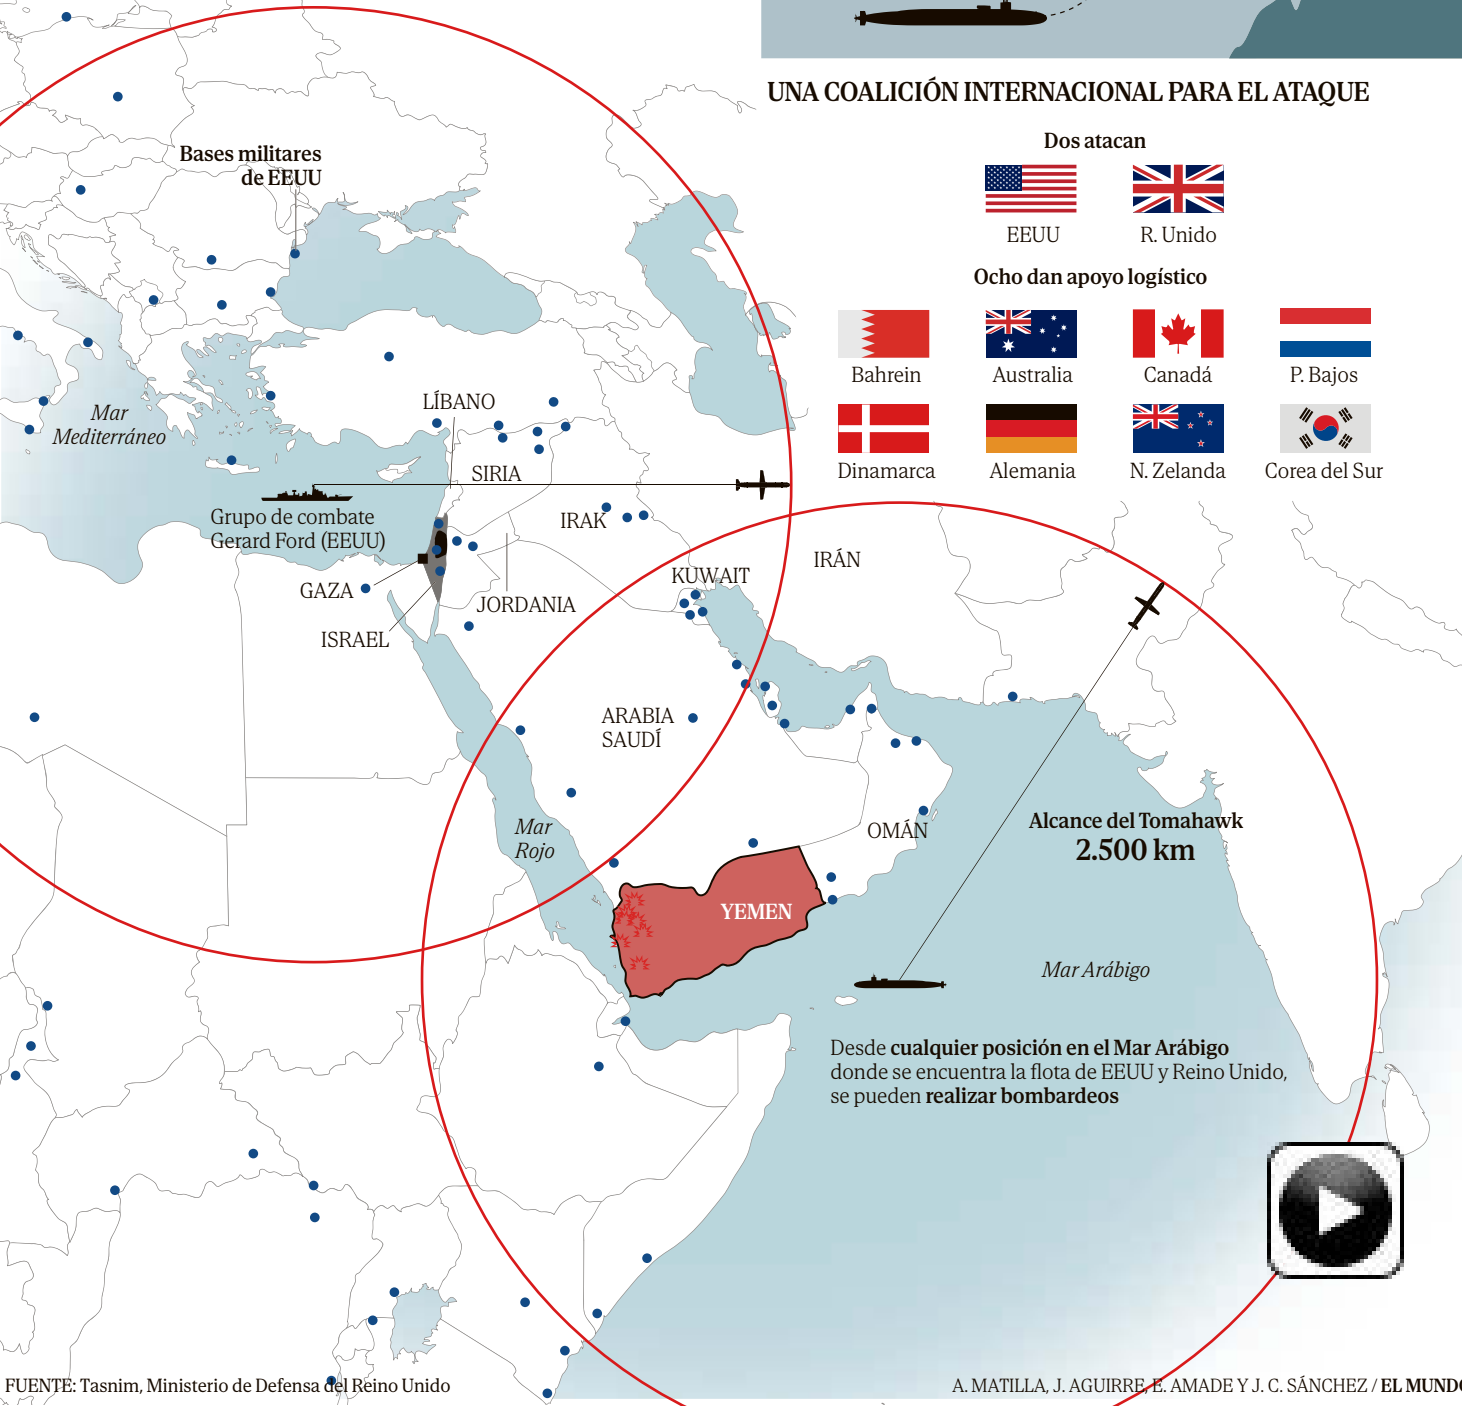 UNA COALICIÓN INTERNACIONAL PARA EL ATAQUE
Dos atacan
EEUU
R. Unido
Ocho dan apoyo logístico
Bahrein
Australia
Canadá
P. Bajos
Dinamarca
Alemania
N. Zelanda
Corea del Sur
Bases militares
de EEUU
Mar
Mediterráneo
LÍBANO
SIRIA
Grupo de combate
Gerard Ford (EEUU)
IRAK
IRÁN
GAZA
KUWAIT
JORDANIA
ISRAEL
ARABIA
SAUDÍ
Mar
Rojo
OMÁN
Alcance del Tomahawk
2.500 km
YEMEN
Mar Arábigo
Desde cualquier posición en el Mar Arábigo
donde se encuentra la flota de EEUU y Reino Unido,
se pueden realizar bombardeos
FUENTE: Tasnim, Ministerio de Defensa del Reino Unido
A. MATILLA, J. AGUIRRE, E. AMADE Y J. C. SÁNCHEZ / EL MUNDO